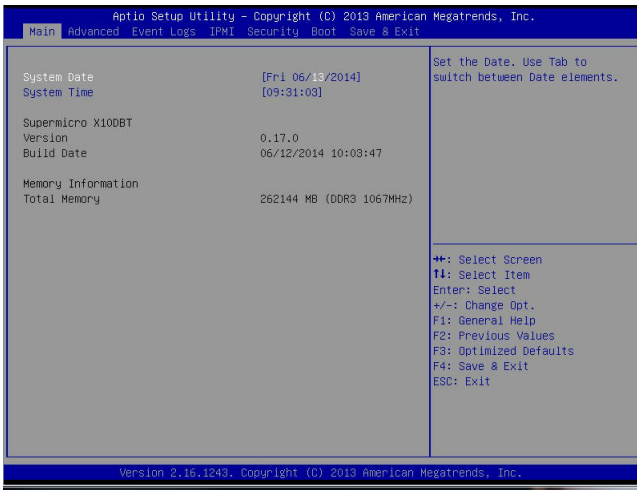 Aptio Setup Utility – Copyright (C) 2013 American Megatrends, Inc.
Main Advanced Event Logs IPMI Security Boot Save & Exit
System Date [Fri 06/13/2014]
System Time [09:31:03]
Supermicro X10DBT
Version 0.17.0
Build Date 06/12/2014 10:03:47
Memory Information
Total Memory 262144 MB (DDR3 1067MHz)
Set the Date. Use Tab to
switch between Date elements.
→←: Select Screen
↑↓: Select Item
Enter: Select
+/-: Change Opt.
F1: General Help
F2: Previous Values
F3: Optimized Defaults
F4: Save & Exit
ESC: Exit
Version 2.16.1243. Copyright (C) 2013 American Megatrends, Inc.